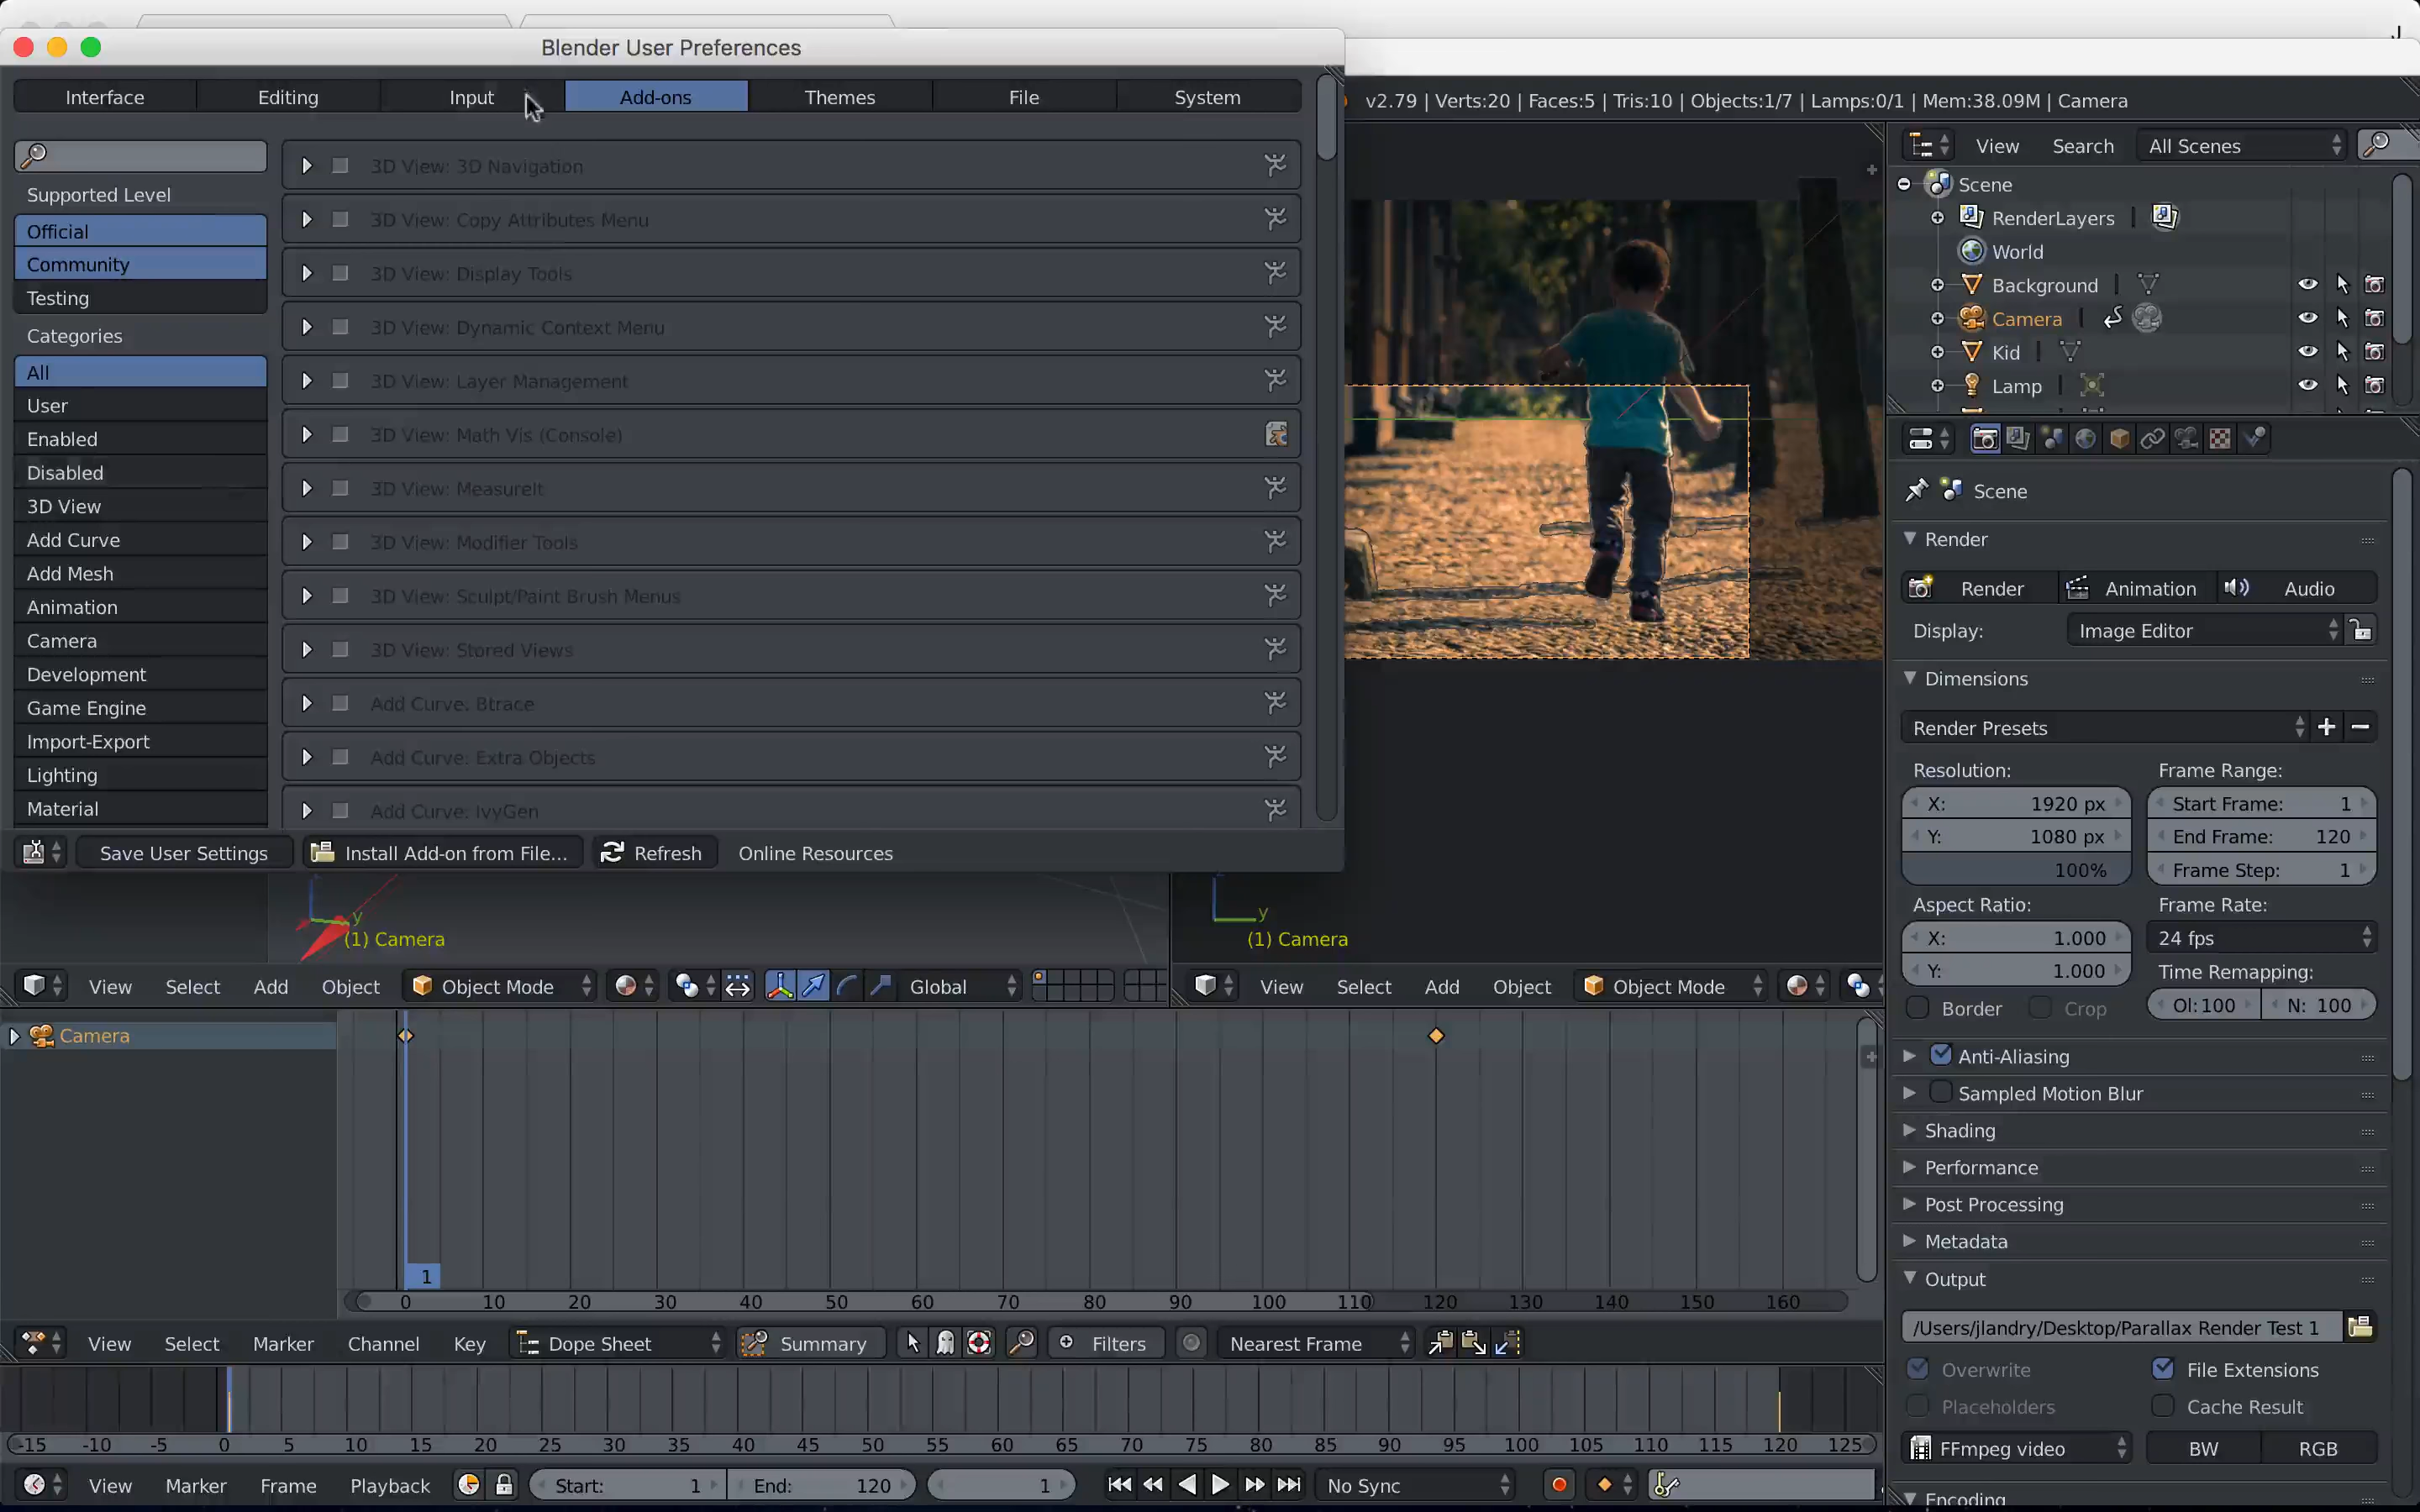 Blender User Preferences
Interface Editing Input Add-ons Themes File System
Supported Level
Official
Community
Testing
Categories
All
User
Enabled
Disabled
3D View
Add Curve
Add Mesh
Animation
Camera
Development
Game Engine
Import-Export
Lighting
Material
3D View: 3D Navigation
3D View: Copy Attributes Menu
3D View: Display Tools
3D View: Dynamic Context Menu
3D View: Layer Management
3D View: Math Vis (Console)
3D View: MeasureIt
3D View: Modifier Tools
3D View: Sculpt/Paint Brush Menus
3D View: Stored Views
Add Curve: Btrace
Add Curve: Extra Objects
Add Curve: IvyGen
Save User Settings Install Add-on from File... Refresh Online Resources
v2.79 | Verts:20 | Faces:5 | Tris:10 | Objects:1/7 | Lamps:0/1 | Mem:38.09M | Camera
View Search All Scenes
Scene
RenderLayers
World
Background
Camera
Kid
Lamp
Scene
Render
Render Animation Audio
Display: Image Editor
Dimensions
Render Presets
Resolution: Frame Range:
X: 1920 px Start Frame: 1
Y: 1080 px End Frame: 120
100% Frame Step: 1
Aspect Ratio: Frame Rate:
X: 1.000 24 fps
Y: 1.000 Time Remapping:
Border Crop Ol:100 N: 100
Anti-Aliasing
Sampled Motion Blur
Shading
Performance
Post Processing
Metadata
Output
/Users/jlandry/Desktop/Parallax Render Test 1
Overwrite File Extensions
Placeholders Cache Result
FFmpeg video BW RGB
Encoding
y
(1) Camera
y
(1) Camera
View Select Add Object Object Mode Global
View Select Add Object Object Mode
Camera
1
0 10 20 30 40 50 60 70 80 90 100 110 120 130 140 150 160
View Select Marker Channel Key Dope Sheet Summary Filters Nearest Frame
-15 -10 -5 0 5 10 15 20 25 30 35 40 45 50 55 60 65 70 75 80 85 90 95 100 105 110 115 120 125
View Marker Frame Playback Start: 1 End: 120 1 No Sync